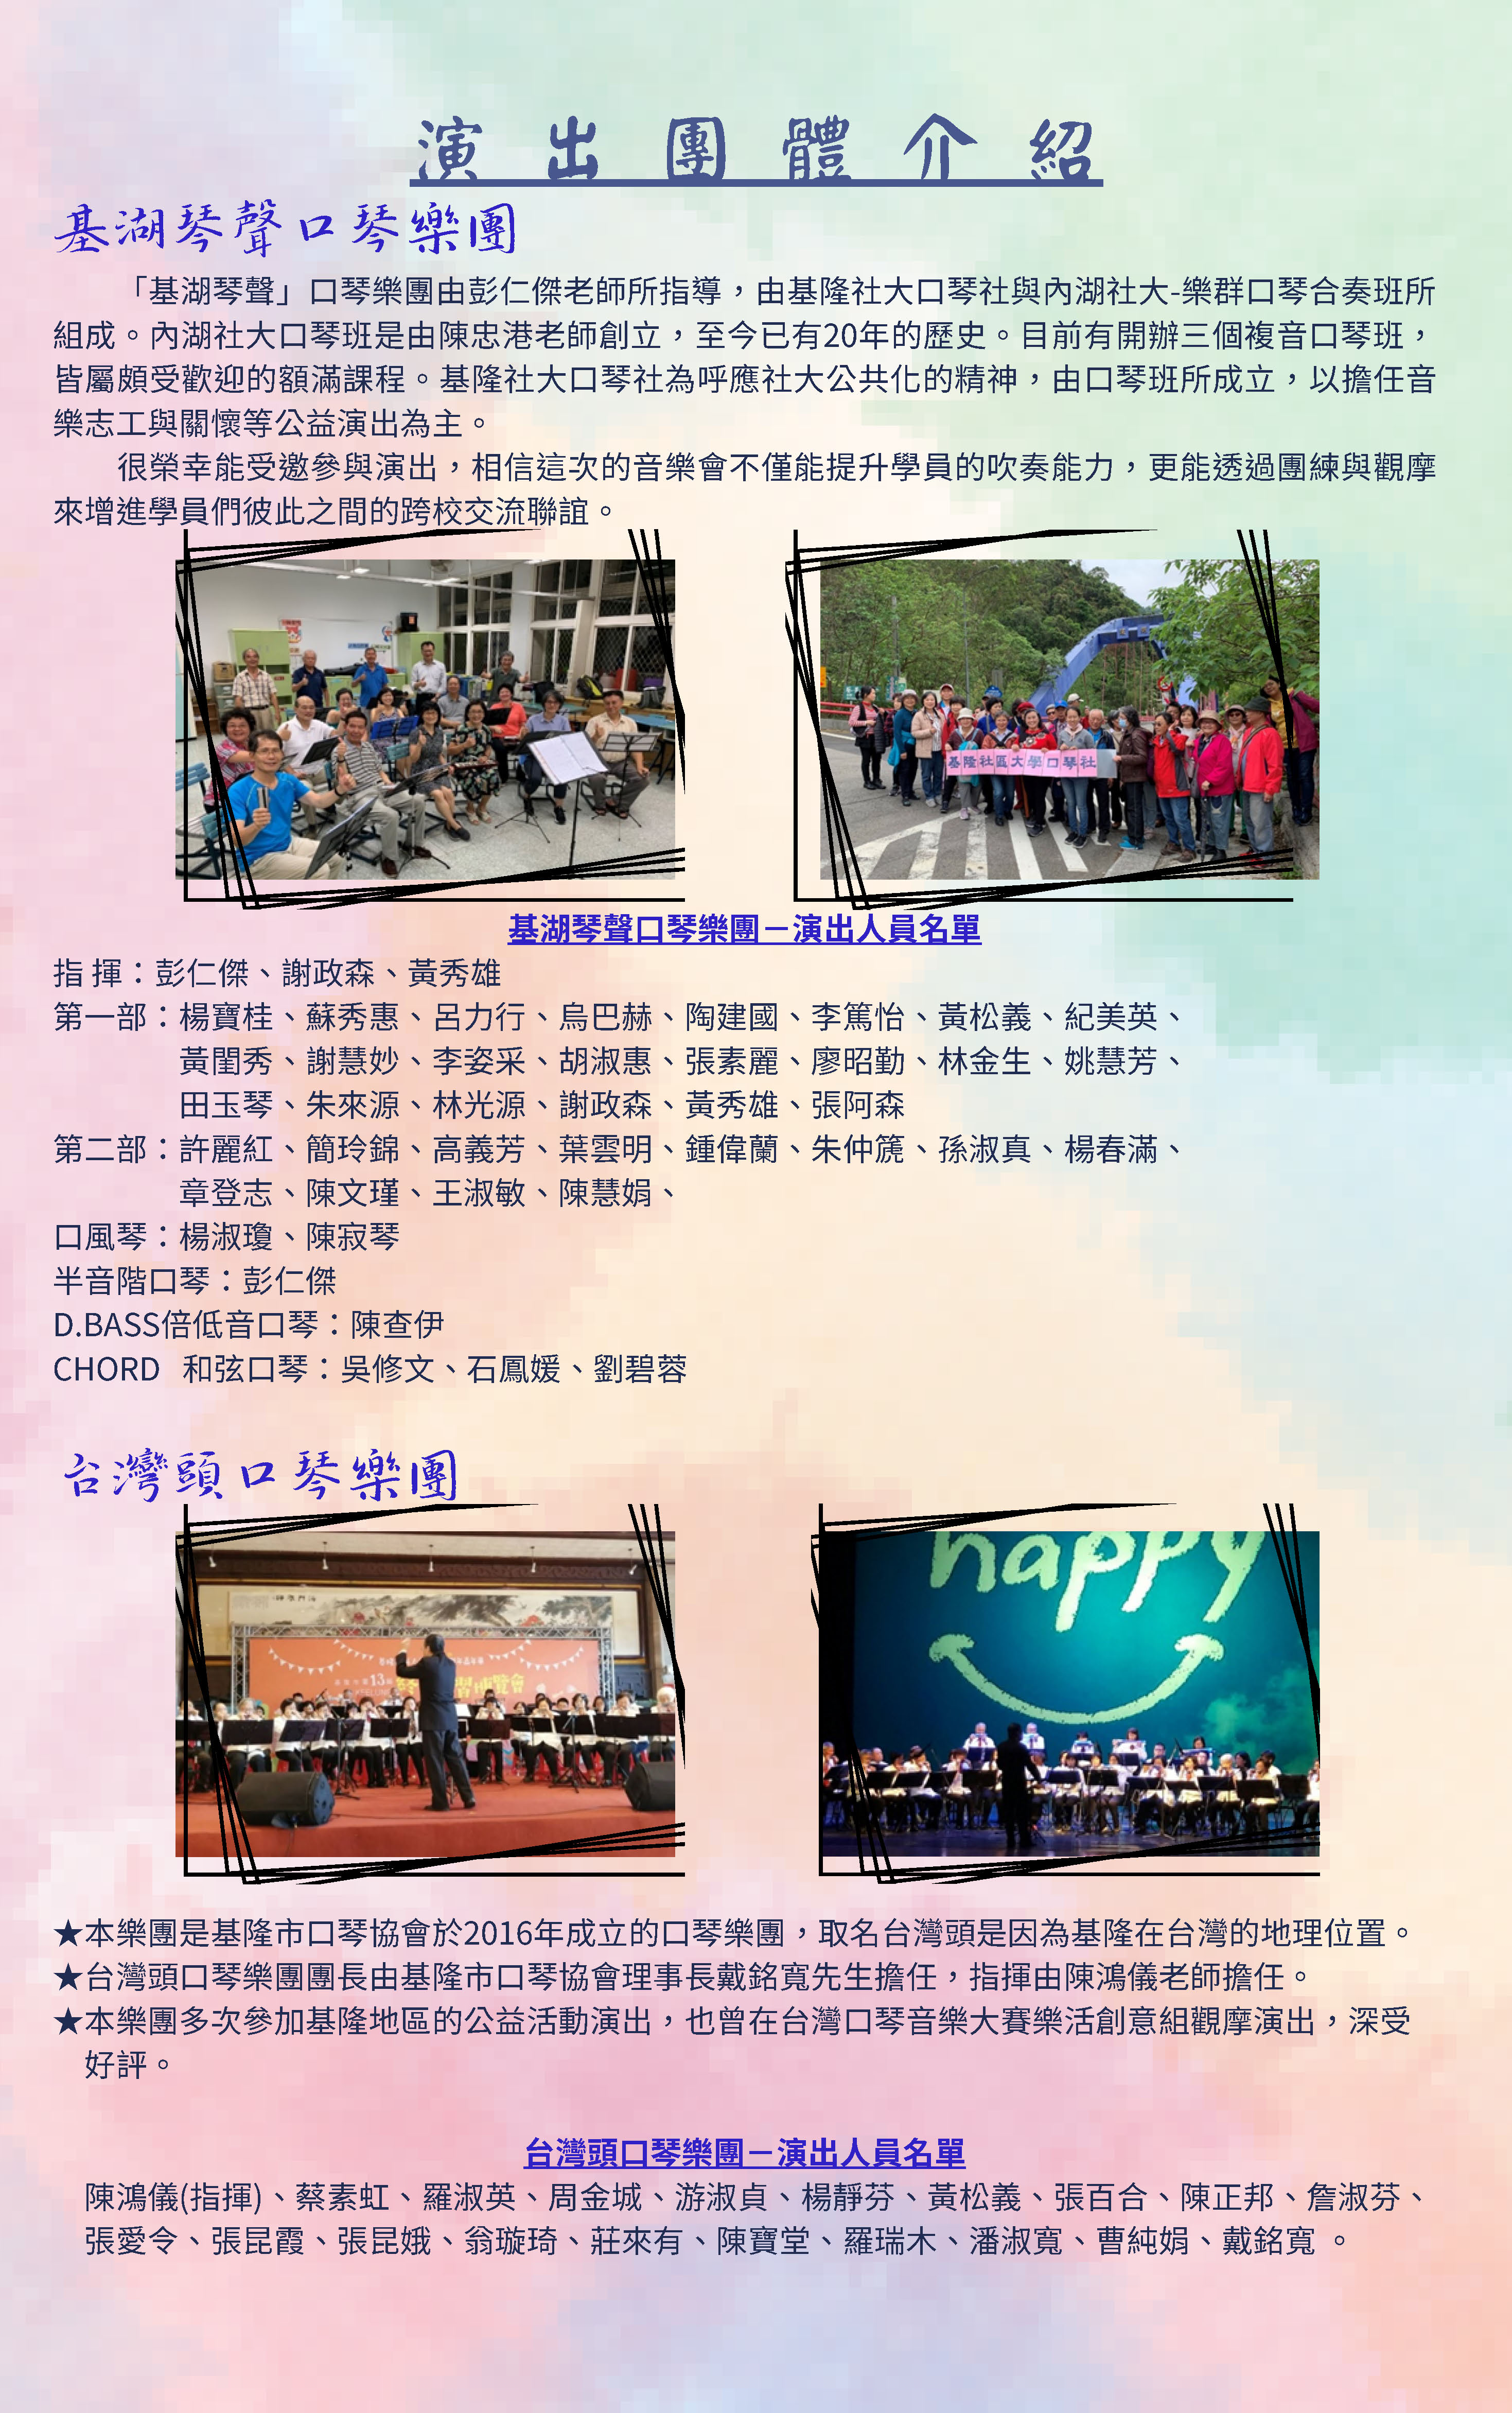 演出團體介紹
基湖琴聲口琴樂團
「基湖琴聲」口琴樂團由彭仁傑老師所指導，由基隆社大口琴社與內湖社大-樂群口琴合奏班所
組成。內湖社大口琴班是由陳忠港老師創立，至今已有20年的歷史。目前有開辦三個複音口琴班，
皆屬頗受歡迎的額滿課程。基隆社大口琴社為呼應社大公共化的精神，由口琴班所成立，以擔任音
樂志工與關懷等公益演出為主。
很榮幸能受邀參與演出，相信這次的音樂會不僅能提升學員的吹奏能力，更能透過團練與觀摩
來增進學員們彼此之間的跨校交流聯誼。
基隆社區大學口琴社
基湖琴聲口琴樂團－演出人員名單
指 揮：彭仁傑、謝政森、黃秀雄
第一部：楊寶桂、蘇秀惠、呂力行、烏巴赫、陶建國、李篤怡、黃松義、紀美英、
黃閨秀、謝慧妙、李姿采、胡淑惠、張素麗、廖昭勤、林金生、姚慧芳、
田玉琴、朱來源、林光源、謝政森、黃秀雄、張阿森
第二部：許麗紅、簡玲錦、高義芳、葉雲明、鍾偉蘭、朱仲篪、孫淑真、楊春滿、
章登志、陳文瑾、王淑敏、陳慧娟、
口風琴：楊淑瓊、陳寂琴
半音階口琴：彭仁傑
D.BASS倍低音口琴：陳查伊
CHORD 和弦口琴：吳修文、石鳳媛、劉碧蓉
台灣頭口琴樂團
happy
★本樂團是基隆市口琴協會於2016年成立的口琴樂團，取名台灣頭是因為基隆在台灣的地理位置。
★台灣頭口琴樂團團長由基隆市口琴協會理事長戴銘寬先生擔任，指揮由陳鴻儀老師擔任。
★本樂團多次參加基隆地區的公益活動演出，也曾在台灣口琴音樂大賽樂活創意組觀摩演出，深受
好評。
台灣頭口琴樂團－演出人員名單
陳鴻儀(指揮)、蔡素虹、羅淑英、周金城、游淑貞、楊靜芬、黃松義、張百合、陳正邦、詹淑芬、
張愛令、張昆霞、張昆娥、翁璇琦、莊來有、陳寶堂、羅瑞木、潘淑寬、曹純娟、戴銘寬 。